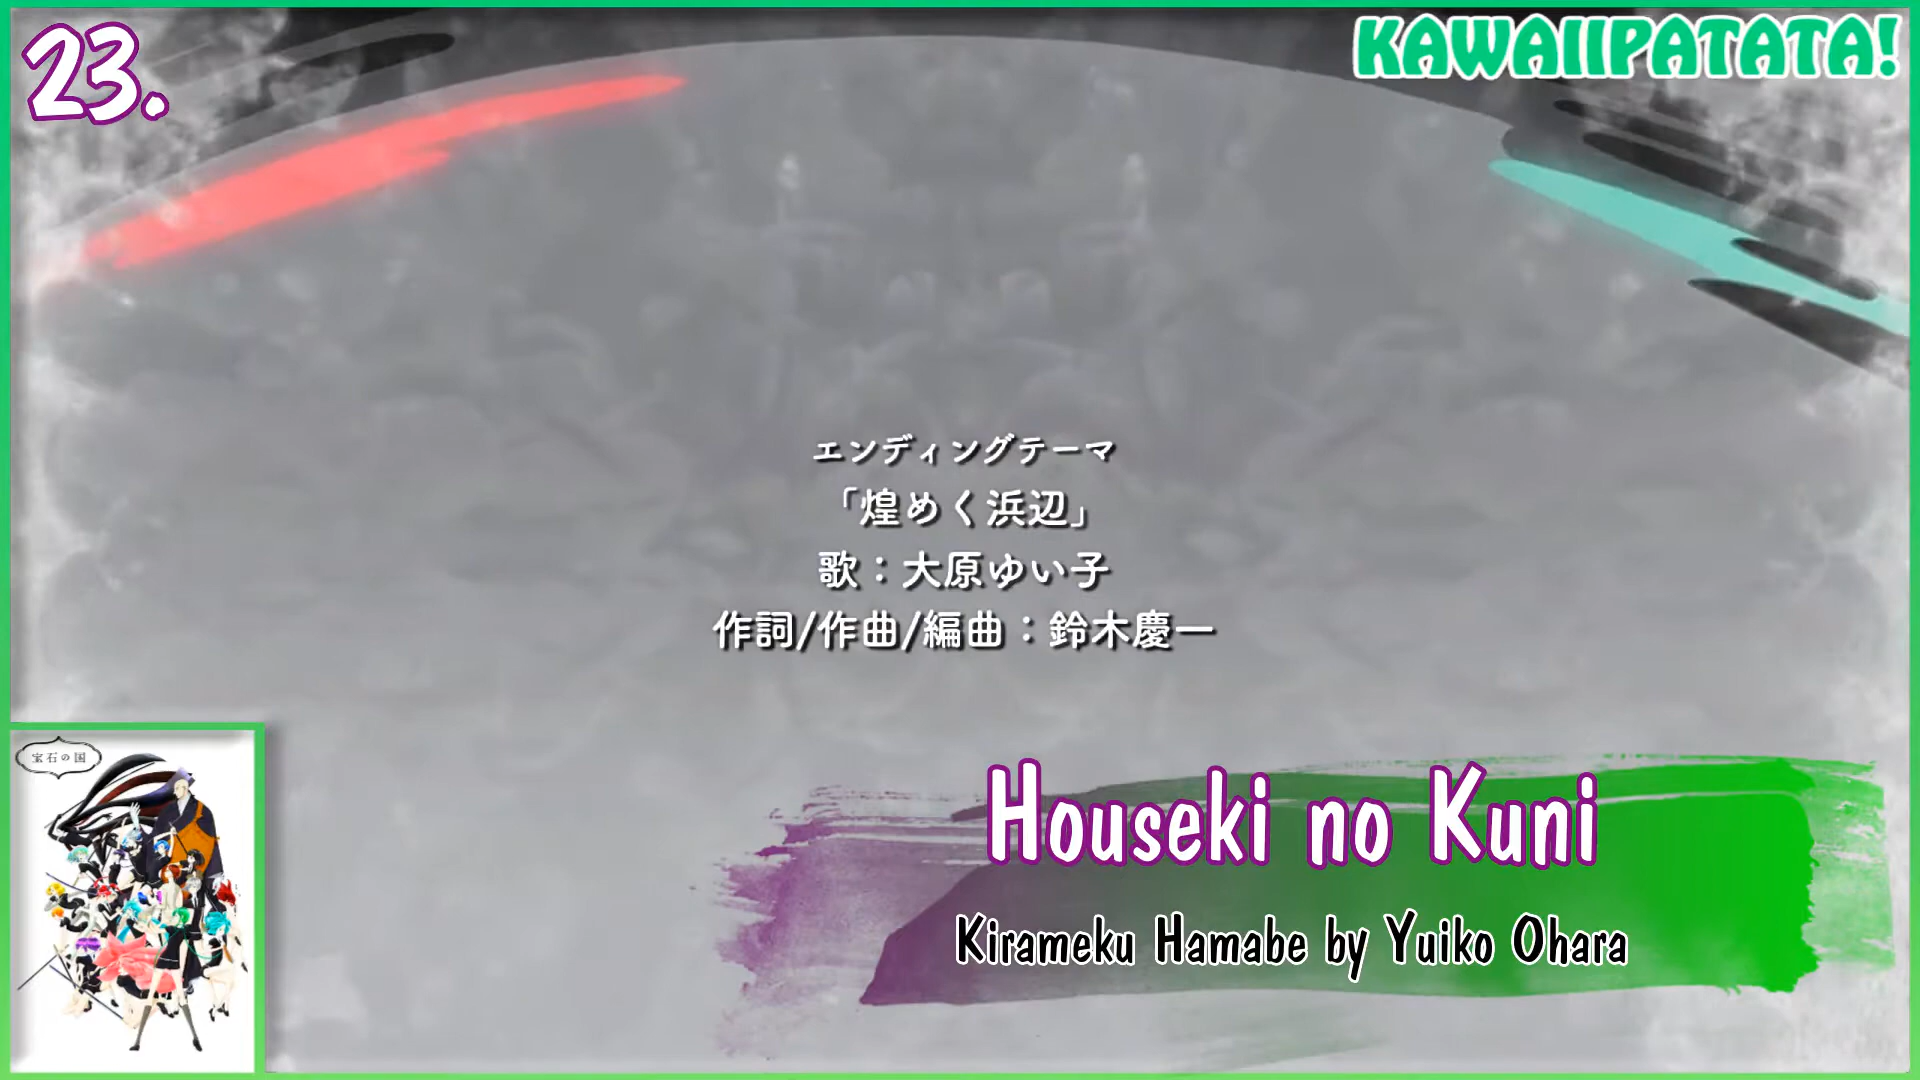 23.
KAWAIIPATATA!
エンディングテーマ
「煌めく浜辺」
歌：大原ゆい子
作詞/作曲/編曲：鈴木慶一
宝石の国
Houseki no Kuni
Kirameku Hamabe by Yuiko Ohara